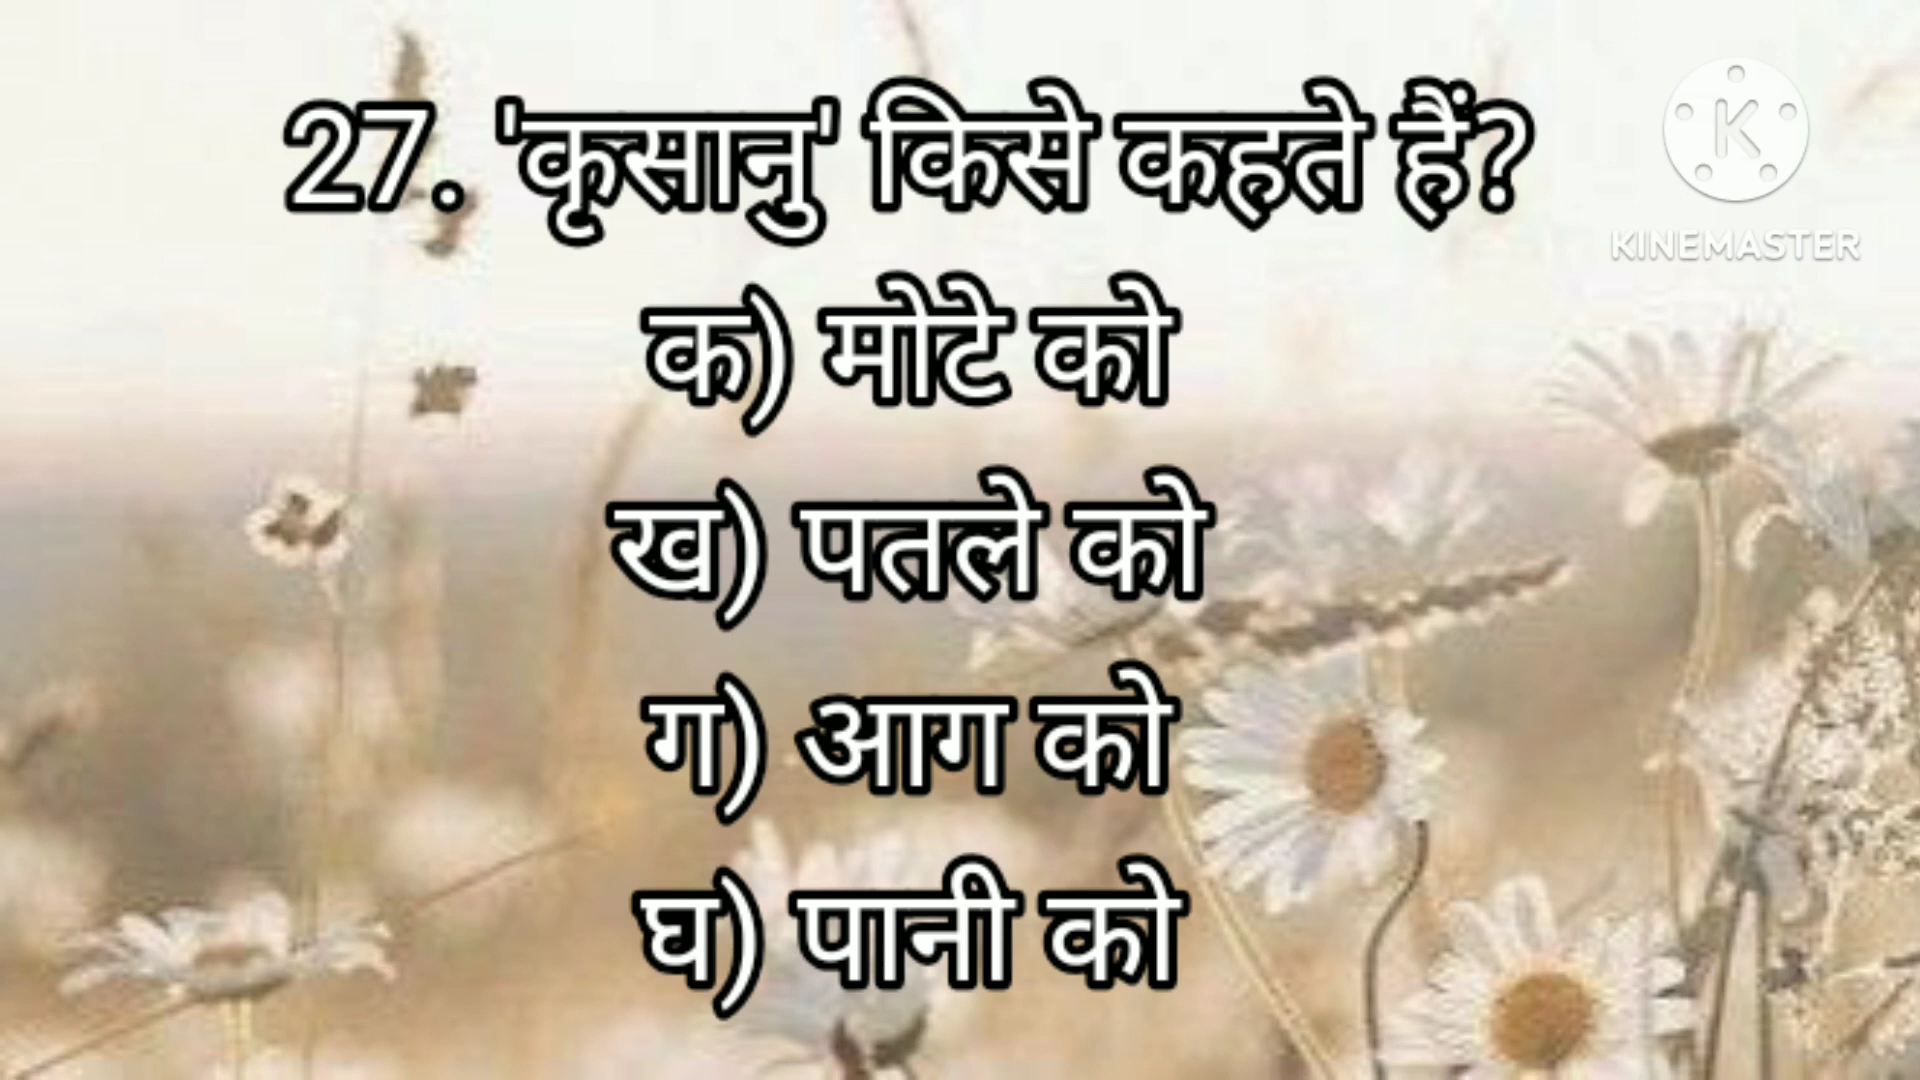 27. 'कृसानु' किसे कहते हैं?
क) मोटे को
ख) पतले को
ग) आग को
घ) पानी को
K
KINEMASTER